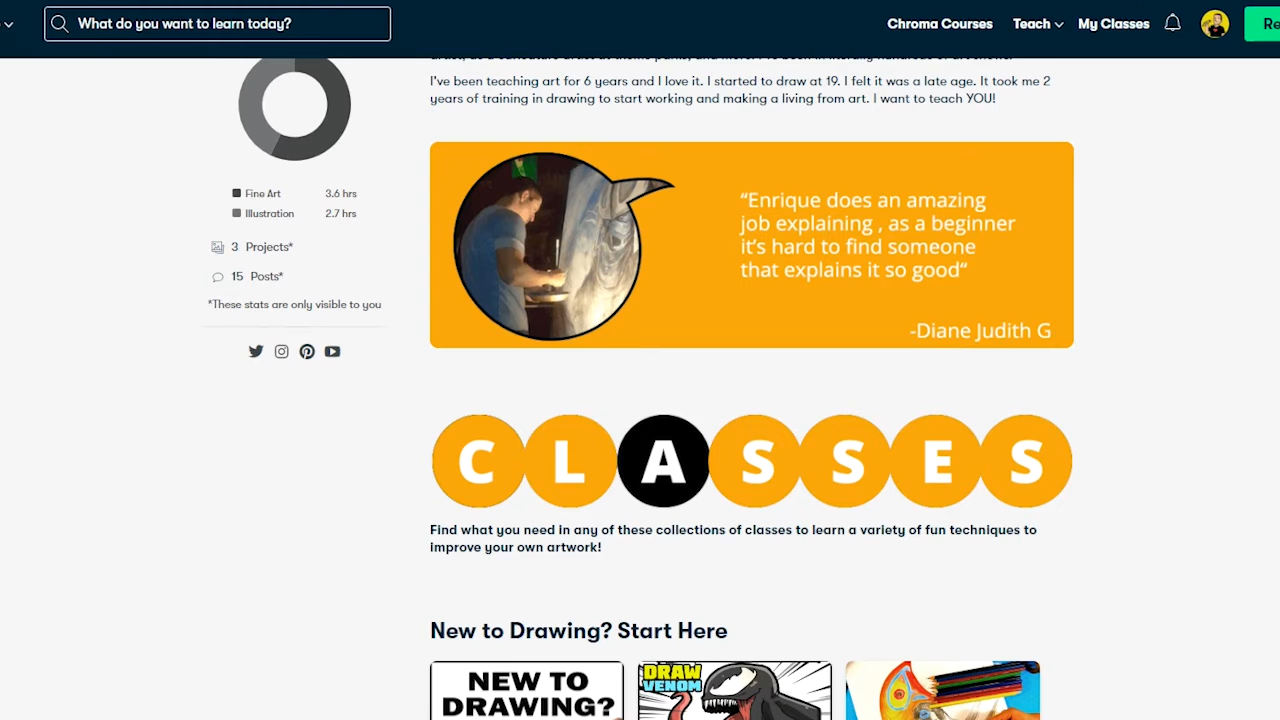 What do you want to learn today?
Chroma Courses Teach My Classes Re
I've been teaching art for 6 years and I love it. I started to draw at 19. I felt it was a late age. It took me 2
years of training in drawing to start working and making a living from art. I want to teach YOU!
Fine Art 3.6 hrs
Illustration 2.7 hrs
3 Projects*
15 Posts*
*These stats are only visible to you
“Enrique does an amazing
job explaining , as a beginner
it’s hard to find someone
that explains it so good“
-Diane Judith G
CLASSES
Find what you need in any of these collections of classes to learn a variety of fun techniques to
improve your own artwork!
New to Drawing? Start Here
NEW TO
DRAWING?
DRAW
VENOM